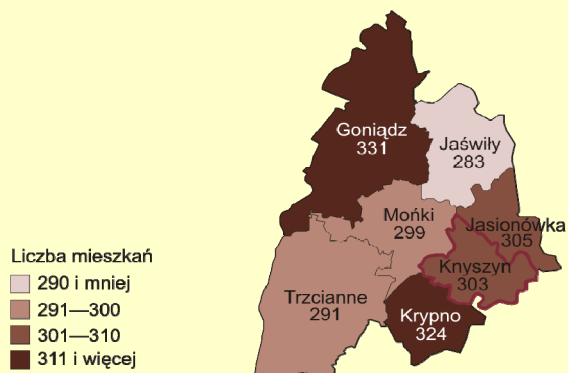 Goniądz
331
Jaświły
283
Mońki
299
Jasionówka
305
Knyszyn
303
Trzcianne
291
Krypno
324
Liczba mieszkań
290 i mniej
291—300
301—310
311 i więcej